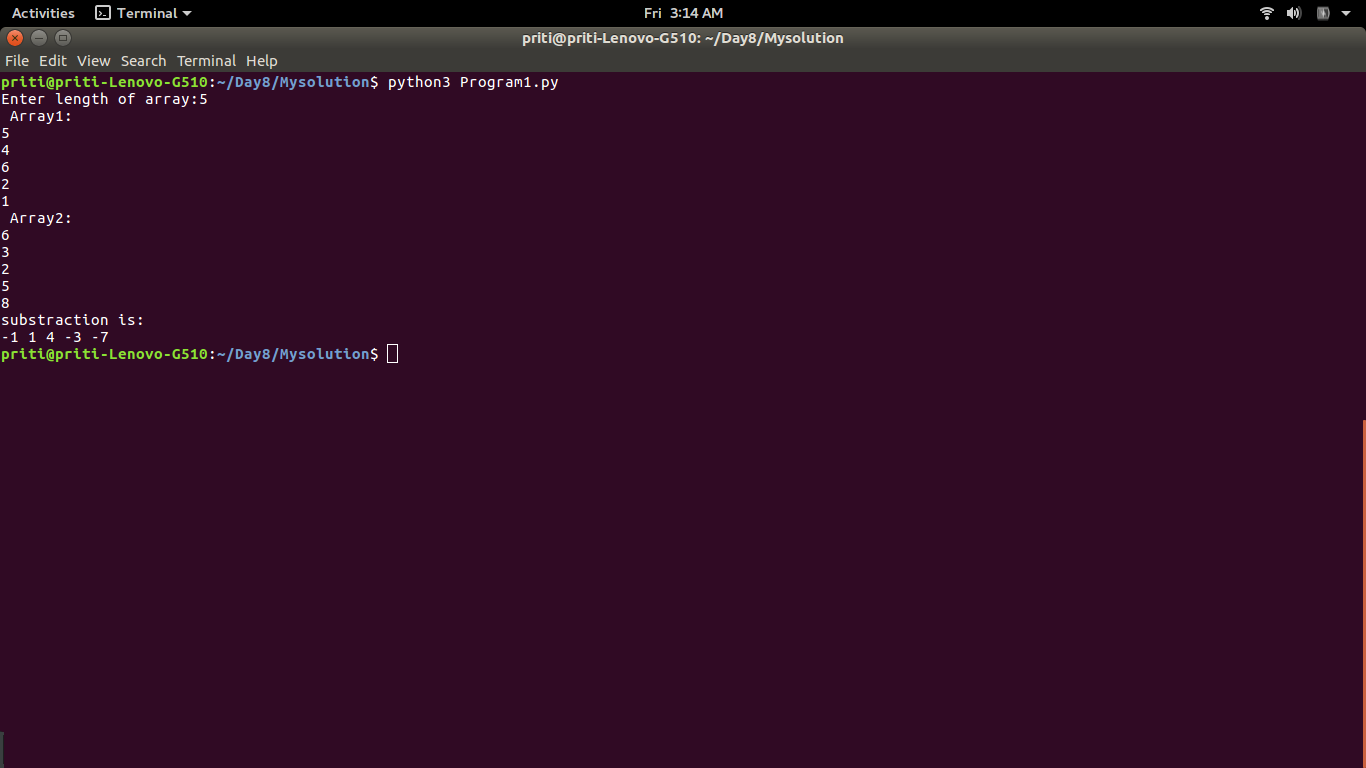 Activities Terminal Fri 3:14 AM
priti@priti-Lenovo-G510: ~/Day8/Mysolution
File Edit View Search Terminal Help
priti@priti-Lenovo-G510:~/Day8/Mysolution$ python3 Program1.py
Enter length of array:5
 Array1:
5
4
6
2
1
 Array2:
6
3
2
5
8
substraction is:
-1 1 4 -3 -7
priti@priti-Lenovo-G510:~/Day8/Mysolution$